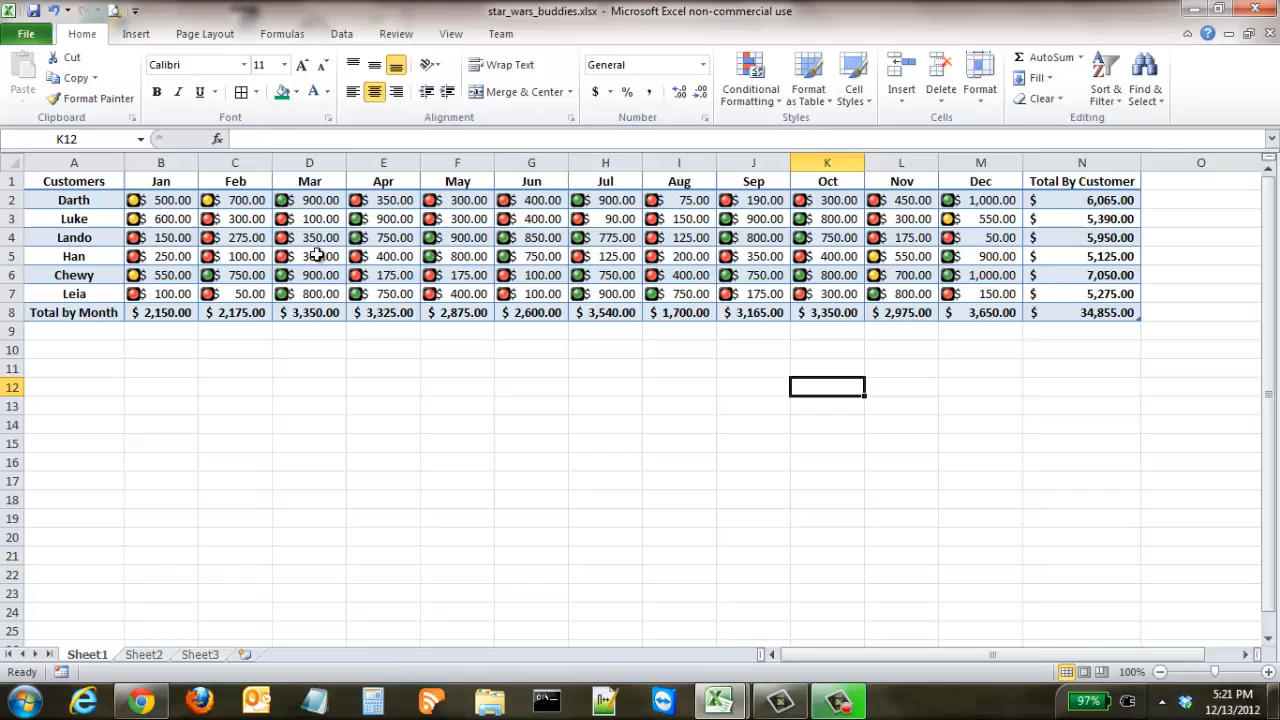 star_wars_buddies.xlsx - Microsoft Excel non-commercial use
File Home Insert Page Layout Formulas Data Review View Team
Paste Cut Copy Format Painter Clipboard
Calibri 11 B I U A Font
Wrap Text Merge & Center Alignment
General $ % , Number
Conditional Formatting Format as Table Cell Styles Styles
Insert Delete Format Cells
Σ AutoSum Fill Clear Sort & Filter Find & Select Editing
K12 fx
A B C D E F G H I J K L M N O
1 Customers Jan Feb Mar Apr May Jun Jul Aug Sep Oct Nov Dec Total By Customer
2 Darth $ 500.00 $ 700.00 $ 900.00 $ 350.00 $ 300.00 $ 400.00 $ 900.00 $ 75.00 $ 190.00 $ 300.00 $ 450.00 $ 1,000.00 $ 6,065.00
3 Luke $ 600.00 $ 300.00 $ 100.00 $ 900.00 $ 300.00 $ 400.00 $ 90.00 $ 150.00 $ 900.00 $ 800.00 $ 300.00 $ 550.00 $ 5,390.00
4 Lando $ 150.00 $ 275.00 $ 350.00 $ 750.00 $ 900.00 $ 850.00 $ 775.00 $ 125.00 $ 800.00 $ 750.00 $ 175.00 $ 50.00 $ 5,950.00
5 Han $ 250.00 $ 100.00 $ $ 400.00 $ 800.00 $ 750.00 $ 125.00 $ 200.00 $ 350.00 $ 400.00 $ 550.00 $ 900.00 $ 5,125.00
6 Chewy $ 550.00 $ 750.00 $ 900.00 $ 175.00 $ 175.00 $ 100.00 $ 750.00 $ 400.00 $ 750.00 $ 800.00 $ 700.00 $ 1,000.00 $ 7,050.00
7 Leia $ 100.00 $ 50.00 $ 800.00 $ 750.00 $ 400.00 $ 100.00 $ 900.00 $ 750.00 $ 175.00 $ 300.00 $ 800.00 $ 150.00 $ 5,275.00
8 Total by Month $ 2,150.00 $ 2,175.00 $ 3,350.00 $ 3,325.00 $ 2,875.00 $ 2,600.00 $ 3,540.00 $ 1,700.00 $ 3,165.00 $ 3,350.00 $ 2,975.00 $ 3,650.00 $ 34,855.00
9
10
11
12
13
14
15
16
17
18
19
20
21
22
23
24
25
Sheet1 Sheet2 Sheet3
Ready 100%
97% 5:21 PM
12/13/2012